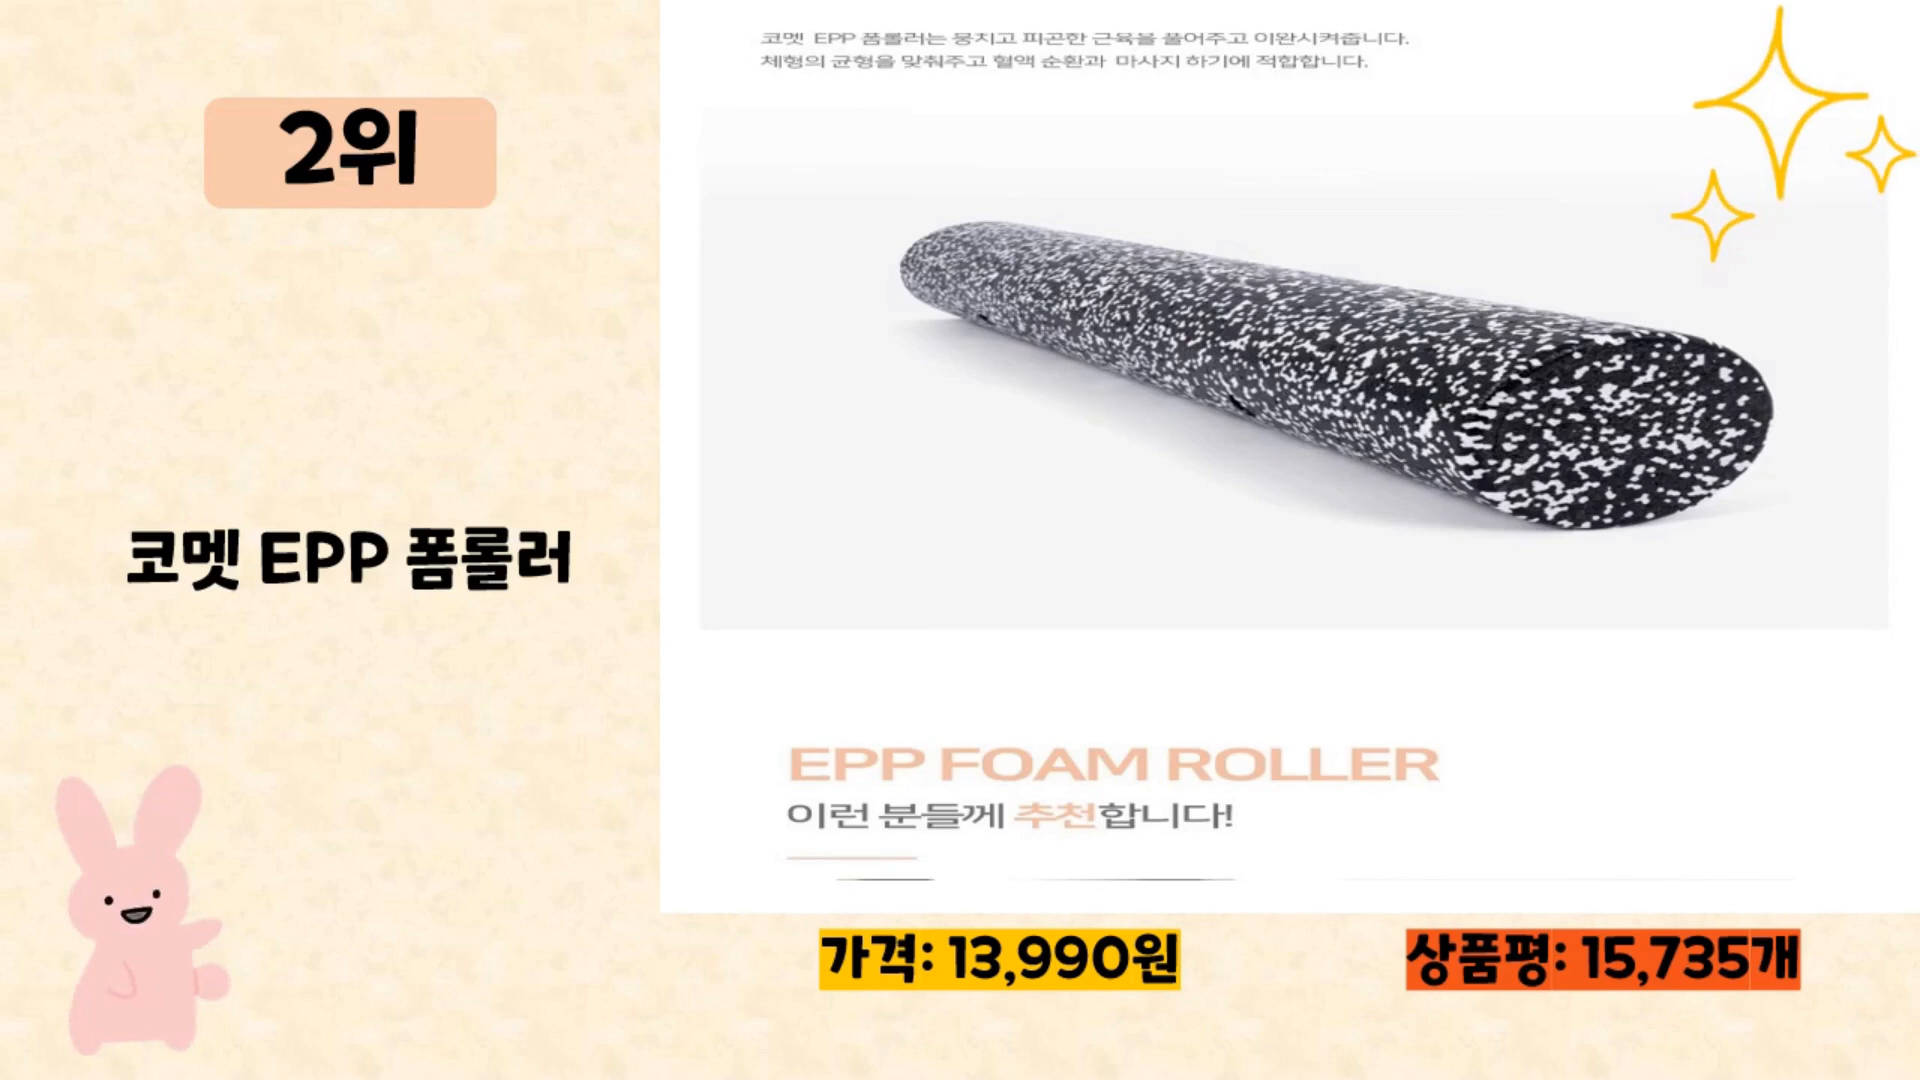 2위
코멧 EPP 폼롤러
코멧 EPP 폼롤러는 뭉치고 피곤한 근육을 풀어주고 이완시켜줍니다.
체형의 균형을 맞춰주고 혈액 순환과 마사지 하기에 적합합니다.
EPP FOAM ROLLER
이런 분들께 추천합니다!
가격: 13,990원
상품평: 15,735개